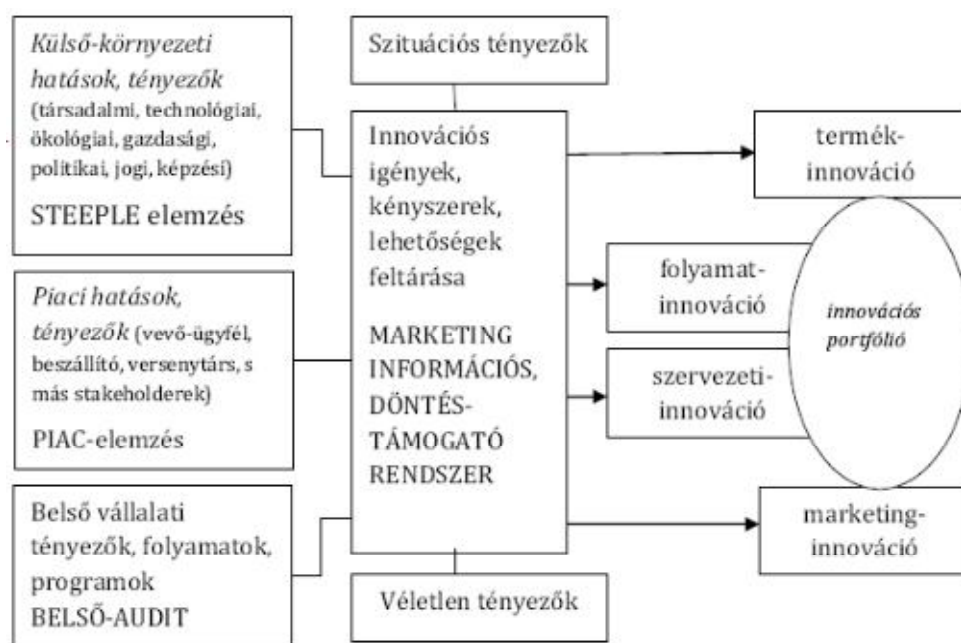 Külső-környezeti
hatások, tényezők
(társadalmi, technológiai,
ökológiai, gazdasági,
politikai, jogi, képzési)
STEEPLE elemzés
Piaci hatások,
tényezők (vevő-ügyfél,
beszállító, versenytárs, s
más stakeholderek)
PIAC-elemzés
Belső vállalati
tényezők, folyamatok,
programok
BELSŐ-AUDIT
Szituációs tényezők
Innovációs
igények,
kényszerek,
lehetőségek
feltárása
MARKETING
INFORMÁCIÓS,
DÖNTÉS-
TÁMOGATÓ
RENDSZER
Véletlen tényezők
termék-
innováció
folyamat-
innováció
szervezeti-
innováció
marketing-
innováció
innovációs
portfólió